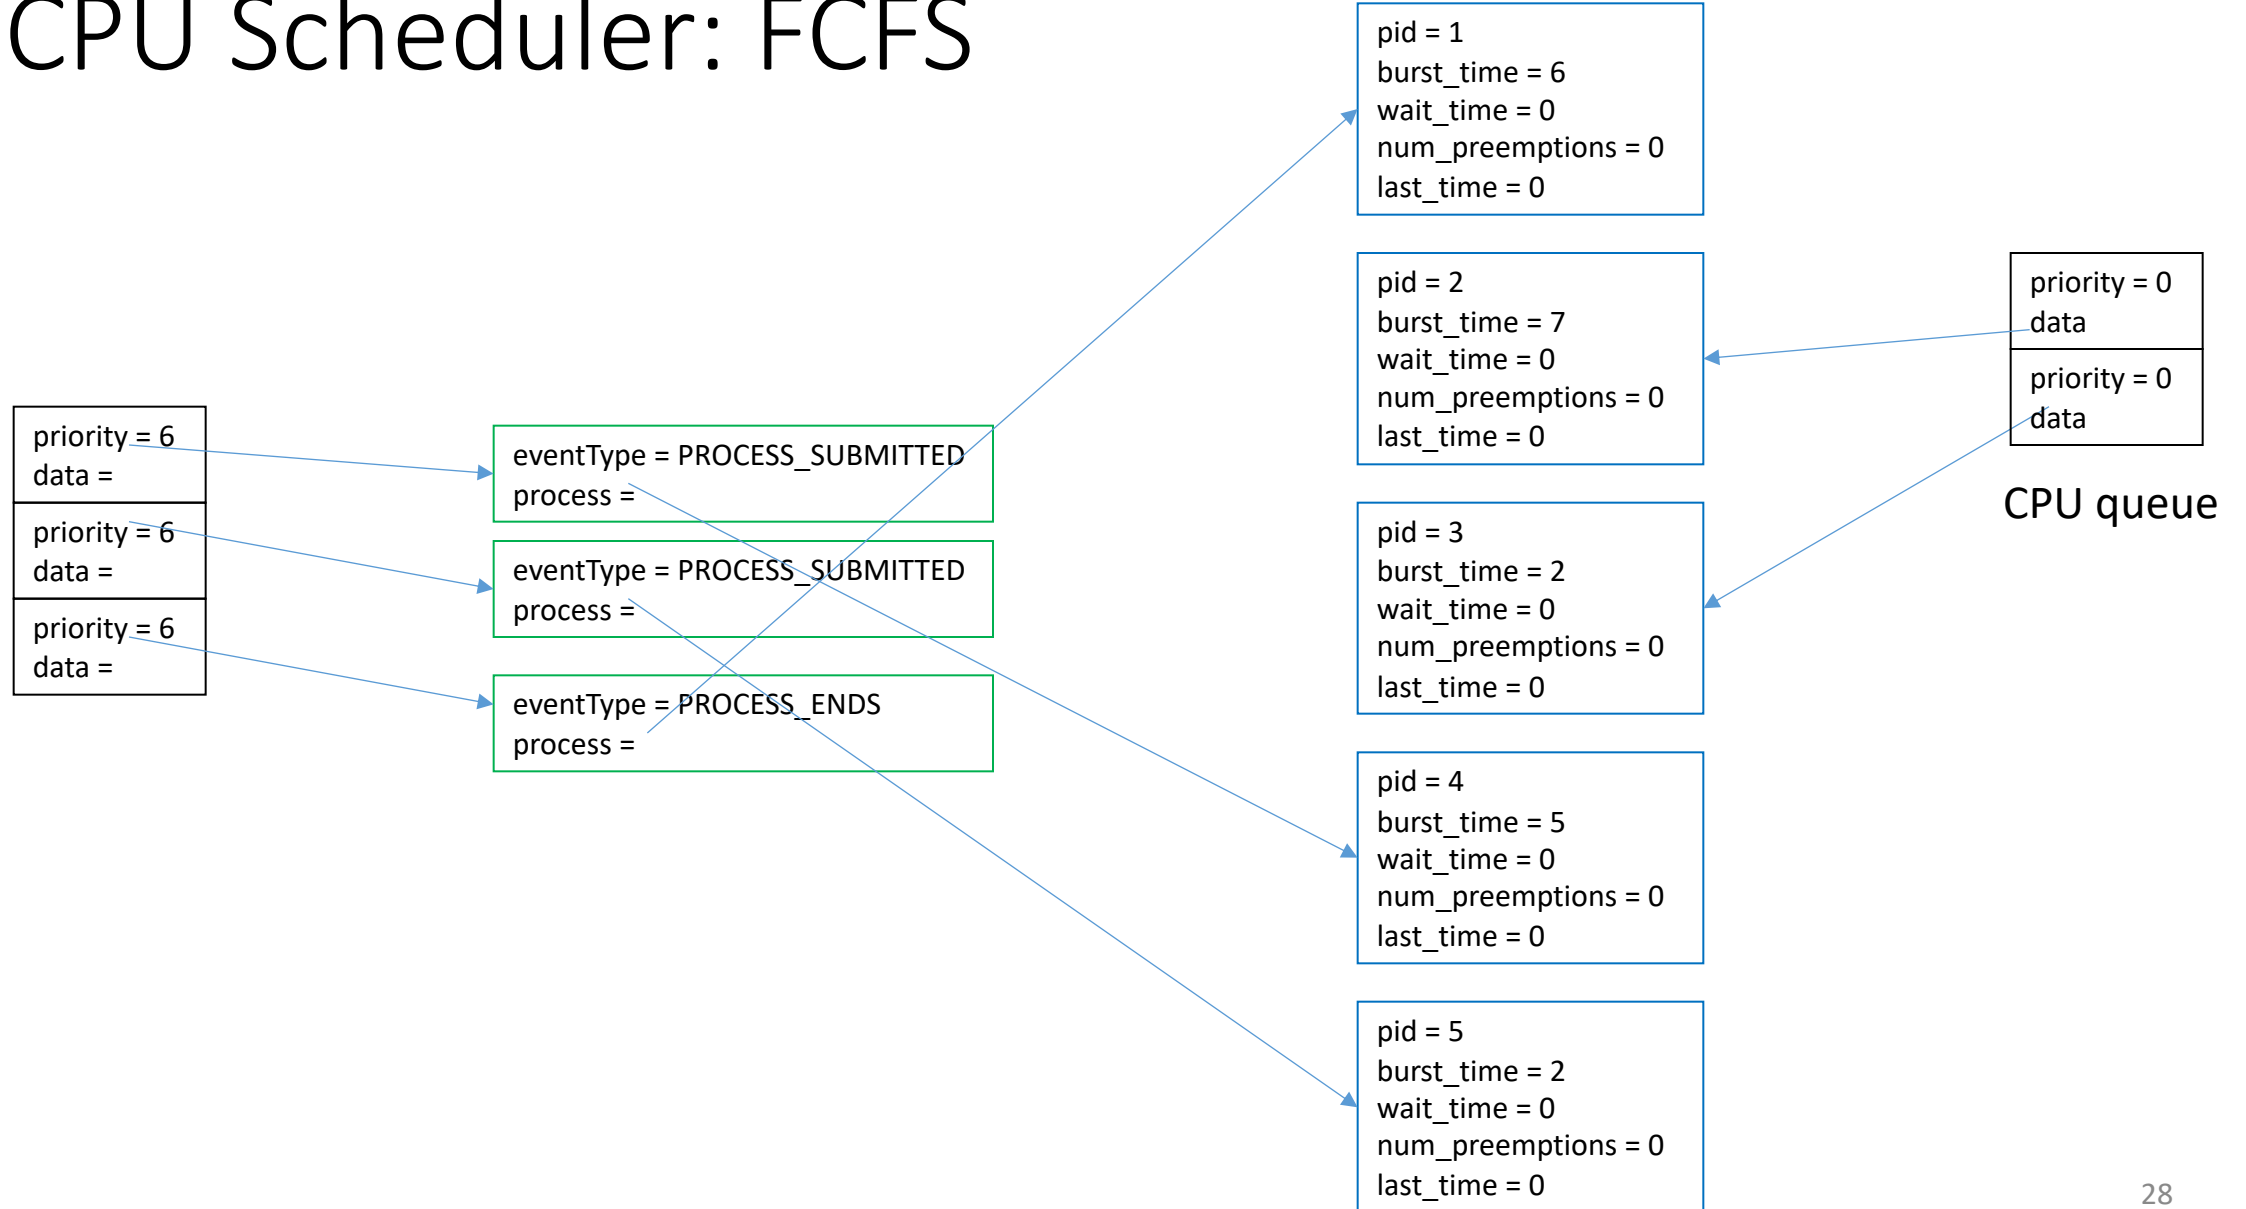 CPU Scheduler: FCFS
priority = 6
data =
priority = 6
data =
priority = 6
data =
eventType = PROCESS_SUBMITTED
process =
eventType = PROCESS_SUBMITTED
process =
eventType = PROCESS_ENDS
process =
pid = 1
burst_time = 6
wait_time = 0
num_preemptions = 0
last_time = 0
pid = 2
burst_time = 7
wait_time = 0
num_preemptions = 0
last_time = 0
pid = 3
burst_time = 2
wait_time = 0
num_preemptions = 0
last_time = 0
pid = 4
burst_time = 5
wait_time = 0
num_preemptions = 0
last_time = 0
pid = 5
burst_time = 2
wait_time = 0
num_preemptions = 0
last_time = 0
priority = 0
data
priority = 0
data
CPU queue
28